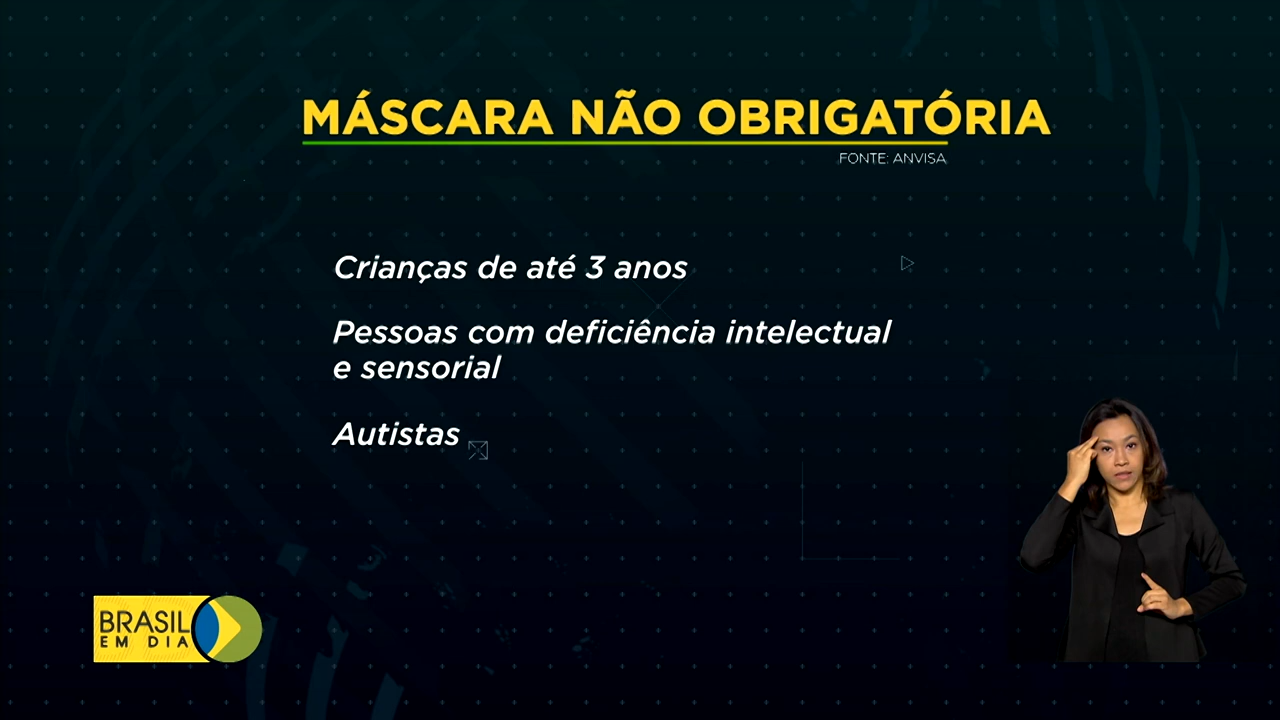 MÁSCARA NÃO OBRIGATÓRIA
FONTE: ANVISA
Crianças de até 3 anos
Pessoas com deficiência intelectual
e sensorial
Autistas
BRASIL
EM DIA